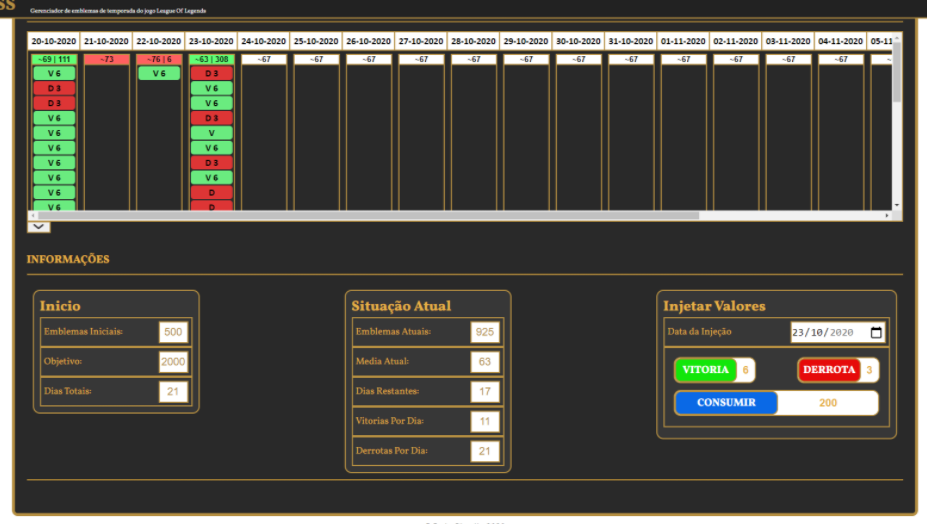 ss
Gerenciador de emblemas de temporada do jogo League Of Legends
20-10-2020 21-10-2020 22-10-2020 23-10-2020 24-10-2020 25-10-2020 26-10-2020 27-10-2020 28-10-2020 29-10-2020 30-10-2020 31-10-2020 01-11-2020 02-11-2020 03-11-2020 04-11-2020 05-11
~69 | 111 ~73 ~76 | 6 ~63 | 308 ~67 ~67 ~67 ~67 ~67 ~67 ~67 ~67 ~67 ~67 ~67 ~67 ~
V 6 V 6 D 3
D 3 V 6
D 3 V 6
V 6 D 3
V 6 V
V 6 V 6
V 6 D 3
V 6 V 6
V 6 D
V 6 D
INFORMAÇÕES
Inicio
Emblemas Iniciais: 500
Objetivo: 2000
Dias Totais: 21
Situação Atual
Emblemas Atuais: 925
Media Atual: 63
Dias Restantes: 17
Vitorias Por Dia: 11
Derrotas Por Dia: 21
Injetar Valores
Data da Injeção 23/10/2020
VITORIA 6 DERROTA 3
CONSUMIR 200